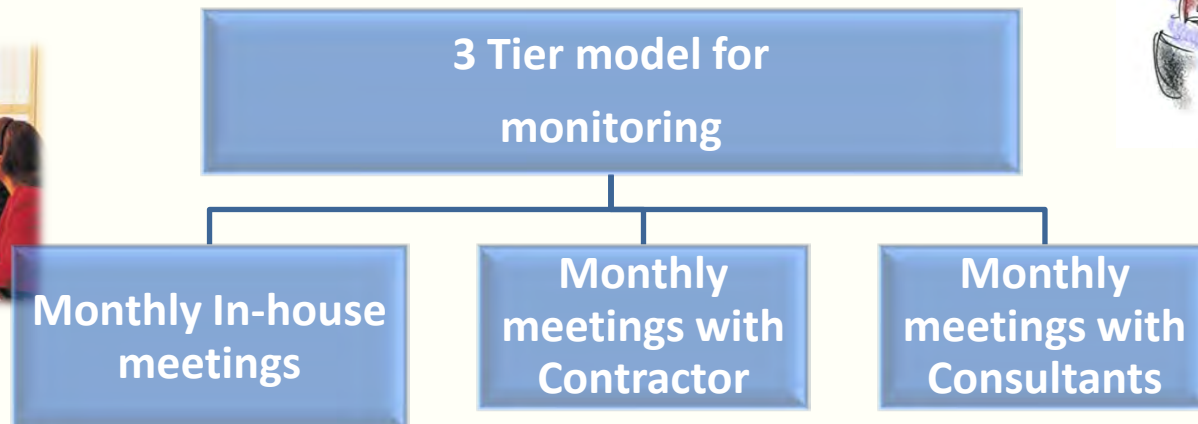 3 Tier model for
monitoring
Monthly In-house
meetings
Monthly
meetings with
Contractor
Monthly
meetings with
Consultants